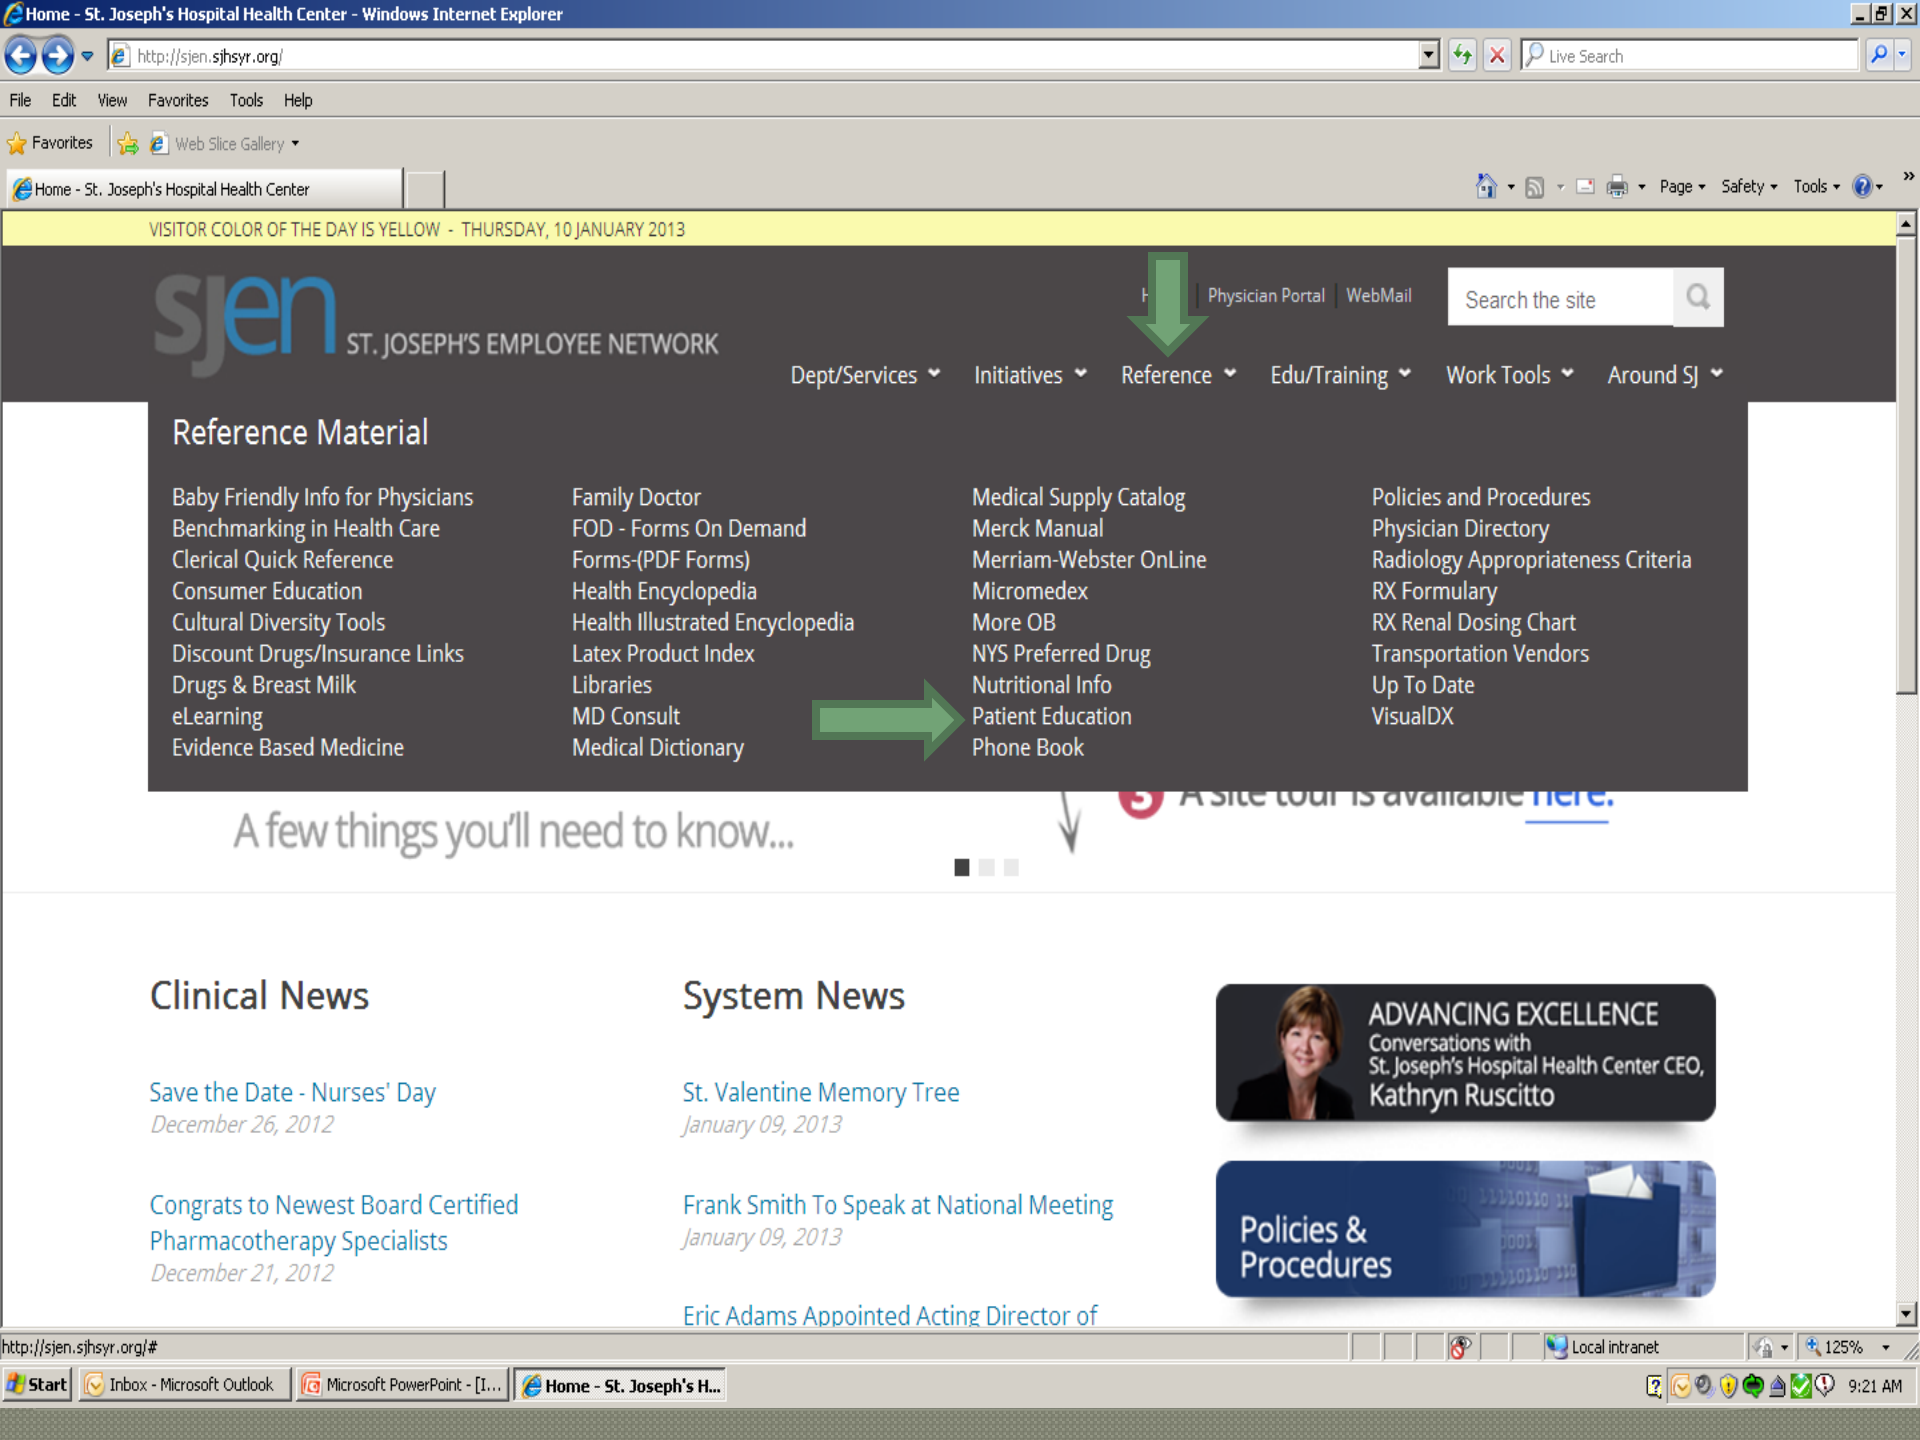 Home - St. Joseph's Hospital Health Center - Windows Internet Explorer
http://sjen.sjhsyr.org/
Live Search
File Edit View Favorites Tools Help
Favorites Web Slice Gallery
Home - St. Joseph's Hospital Health Center
Page Safety Tools
VISITOR COLOR OF THE DAY IS YELLOW - THURSDAY, 10 JANUARY 2013
Physician Portal WebMail
Search the site
sjen ST. JOSEPH'S EMPLOYEE NETWORK
Dept/Services Initiatives Reference Edu/Training Work Tools Around SJ
Reference Material
Baby Friendly Info for Physicians
Benchmarking in Health Care
Clerical Quick Reference
Consumer Education
Cultural Diversity Tools
Discount Drugs/Insurance Links
Drugs & Breast Milk
eLearning
Evidence Based Medicine
Family Doctor
FOD - Forms On Demand
Forms-(PDF Forms)
Health Encyclopedia
Health Illustrated Encyclopedia
Latex Product Index
Libraries
MD Consult
Medical Dictionary
Medical Supply Catalog
Merck Manual
Merriam-Webster OnLine
Micromedex
More OB
NYS Preferred Drug
Nutritional Info
Patient Education
Phone Book
Policies and Procedures
Physician Directory
Radiology Appropriateness Criteria
RX Formulary
RX Renal Dosing Chart
Transportation Vendors
Up To Date
VisualDX
3 A site tour is available here.
A few things you'll need to know...
Clinical News
Save the Date - Nurses' Day
December 26, 2012
Congrats to Newest Board Certified
Pharmacotherapy Specialists
December 21, 2012
System News
St. Valentine Memory Tree
January 09, 2013
Frank Smith To Speak at National Meeting
January 09, 2013
Eric Adams Appointed Acting Director of
ADVANCING EXCELLENCE
Conversations with
St. Joseph's Hospital Health Center CEO,
Kathryn Ruscitto
Policies &
Procedures
http://sjen.sjhsyr.org/#
Local intranet
125%
Start
Inbox - Microsoft Outlook
Microsoft PowerPoint - [I...
Home - St. Joseph's H...
9:21 AM